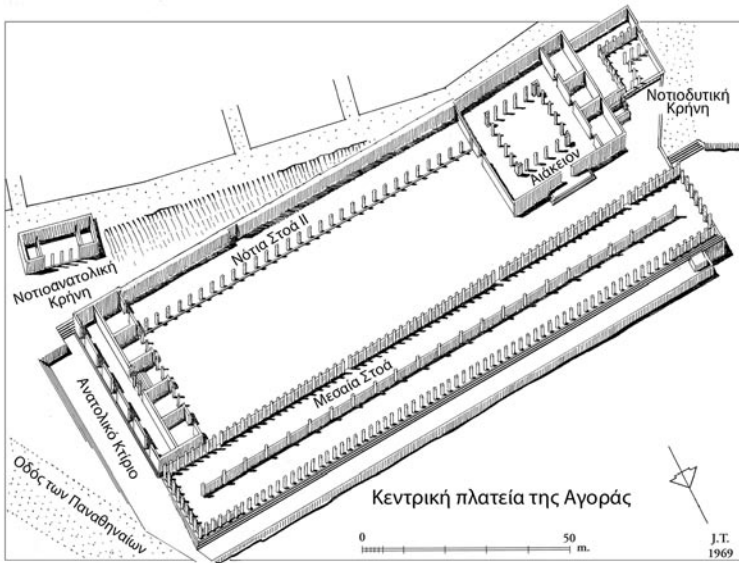 Νοτιοδυτική
Κρήνη
Αιάκειον
Νότια Στοά ΙΙ
Νοτιοανατολική
Κρήνη
Μεσαία Στοά
Ανατολικό Κτίριο
Οδός των Παναθηναίων
Κεντρική πλατεία της Αγοράς
0 50
m.
J.T.
1969